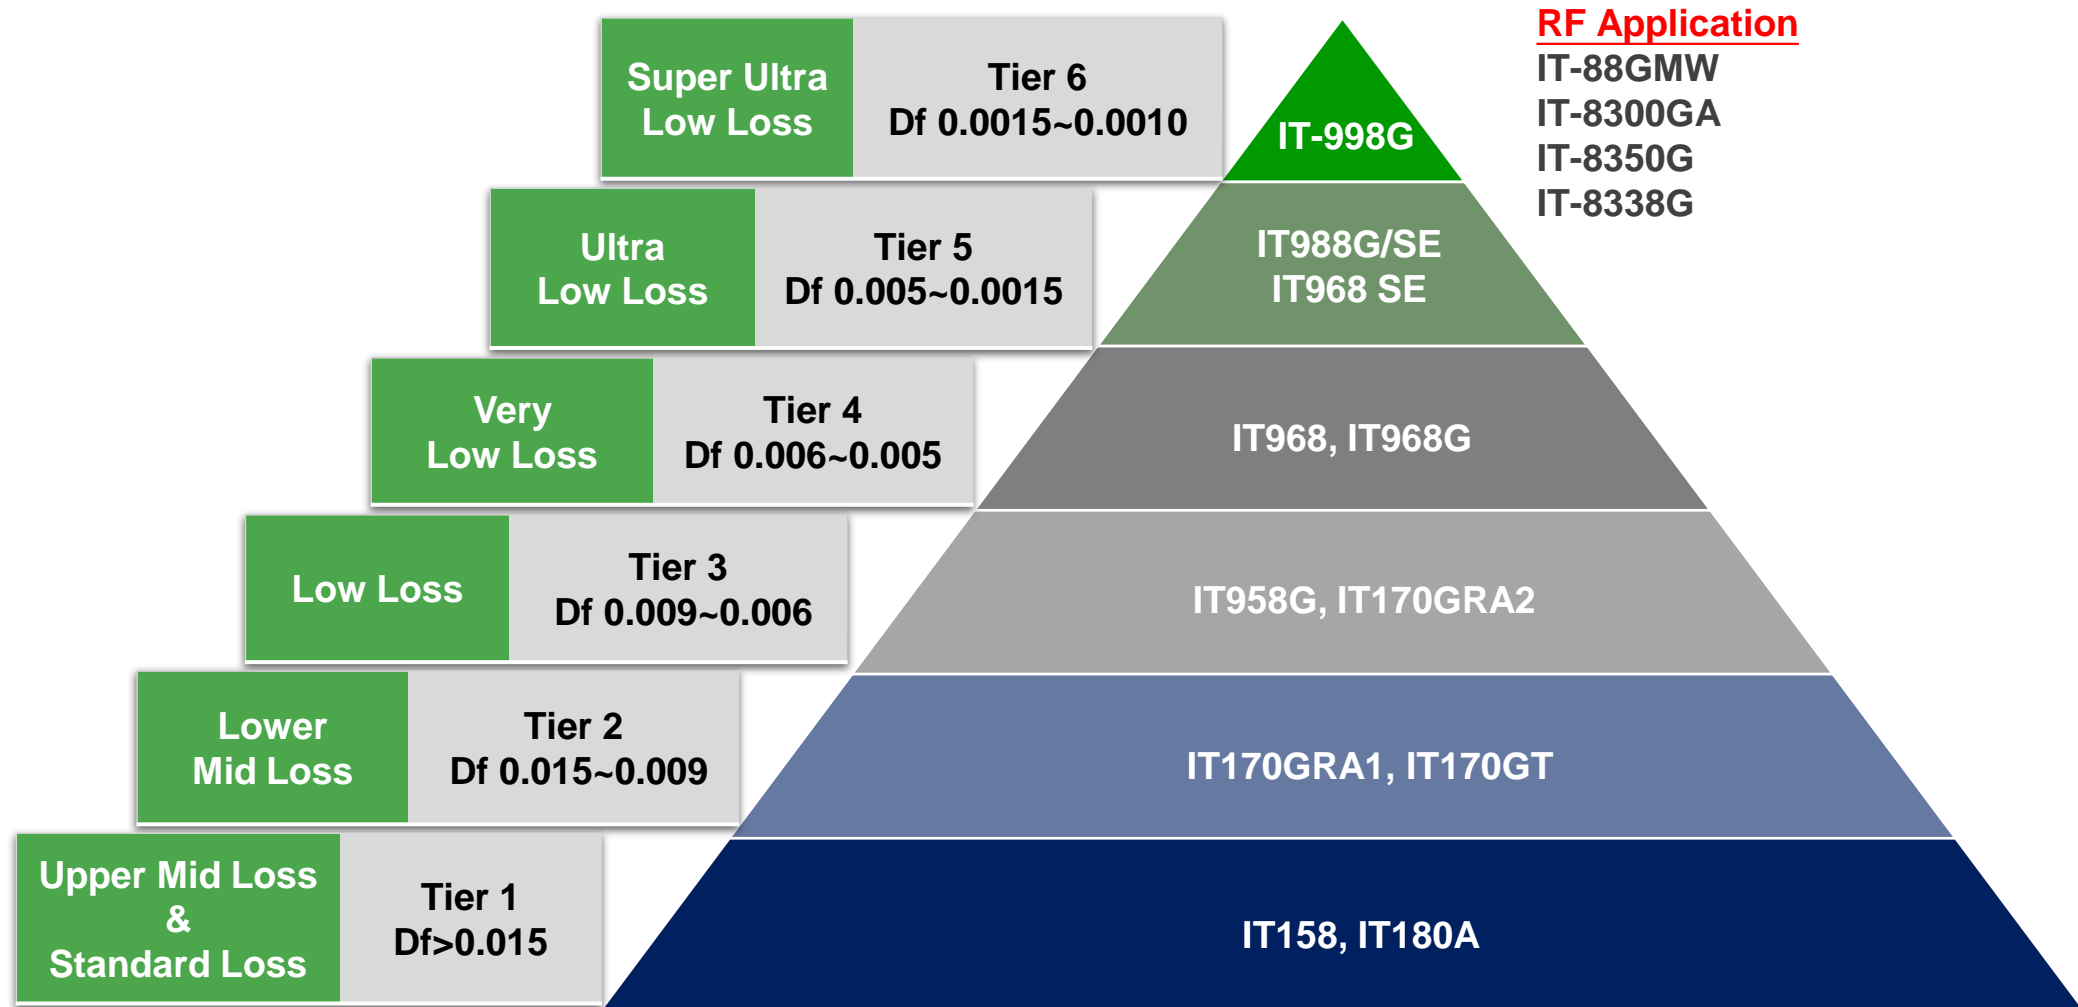 Super Ultra
Low Loss
Tier 6
Df 0.0015~0.0010
IT-998G
RF Application
IT-88GMW
IT-8300GA
IT-8350G
IT-8338G
Ultra
Low Loss
Tier 5
Df 0.005~0.0015
IT988G/SE
IT968 SE
Very
Low Loss
Tier 4
Df 0.006~0.005
IT968, IT968G
Low Loss
Tier 3
Df 0.009~0.006
IT958G, IT170GRA2
Lower
Mid Loss
Tier 2
Df 0.015~0.009
IT170GRA1, IT170GT
Upper Mid Loss
&
Standard Loss
Tier 1
Df>0.015
IT158, IT180A